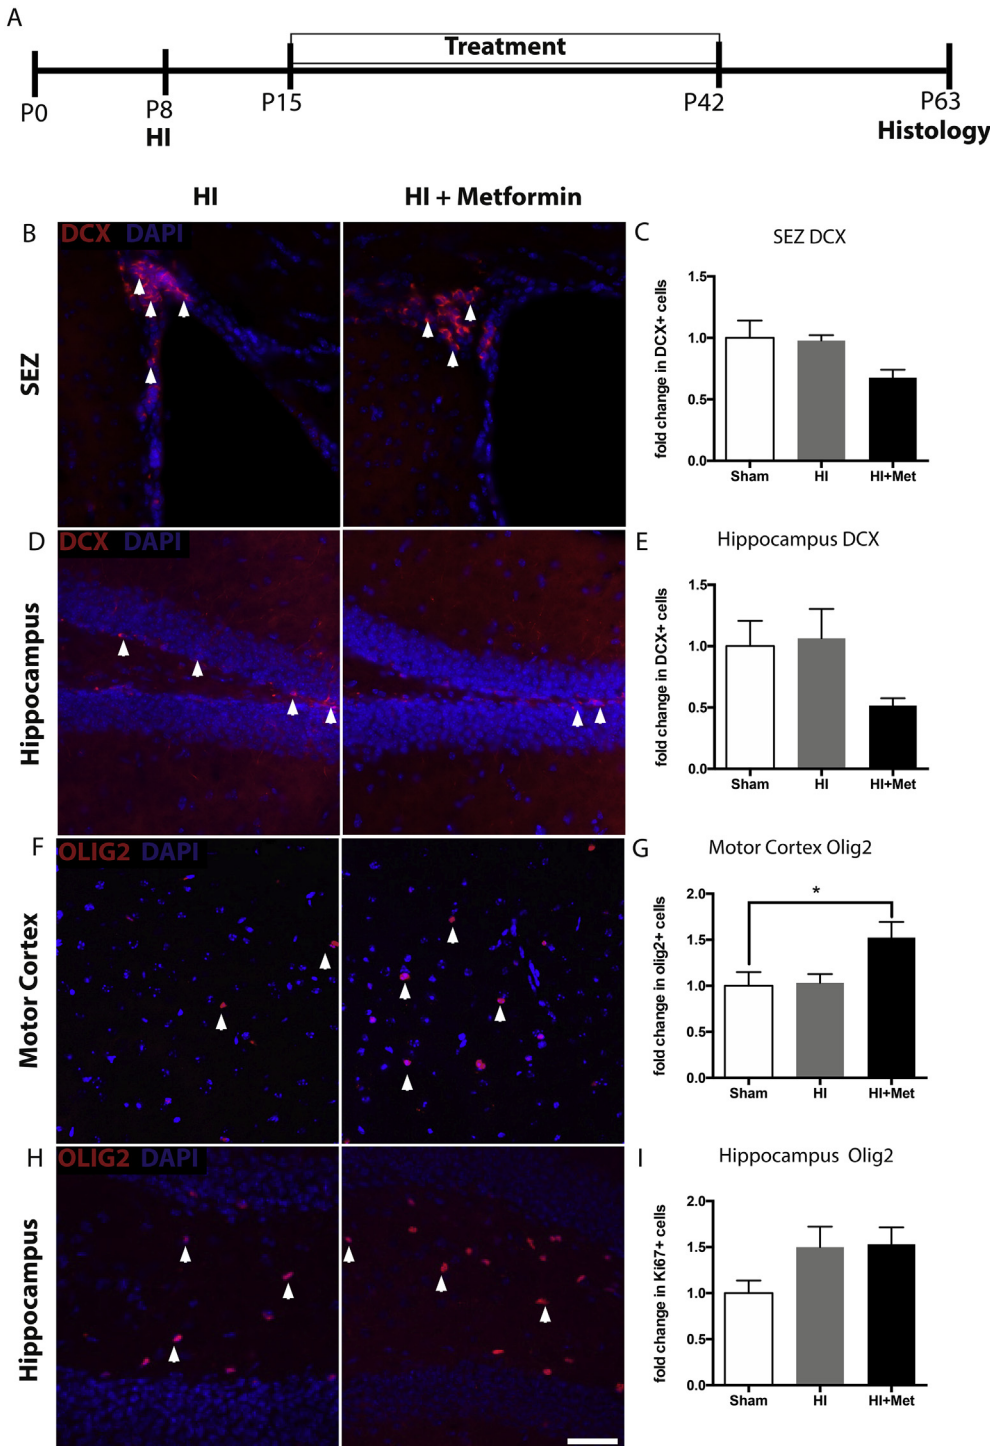 A
Treatment
P0
P8
HI
P15
P42
P63
Histology
HI
HI + Metformin
B
SEZ
DCX DAPI
C
SEZ DCX
fold change in DCX+ cells
1.5
1.0
0.5
0.0
Sham
HI
HI+Met
D
Hippocampus
DCX DAPI
E
Hippocampus DCX
fold change in DCX+ cells
1.5
1.0
0.5
0.0
Sham
HI
HI+Met
F
Motor Cortex
OLIG2 DAPI
G
Motor Cortex Olig2
fold change in olig2+ cells
2.0
1.5
1.0
0.5
0.0
*
Sham
HI
HI+Met
H
Hippocampus
OLIG2 DAPI
I
Hippocampus Olig2
fold change in Ki67+ cells
2.0
1.5
1.0
0.5
0.0
Sham
HI
HI+Met